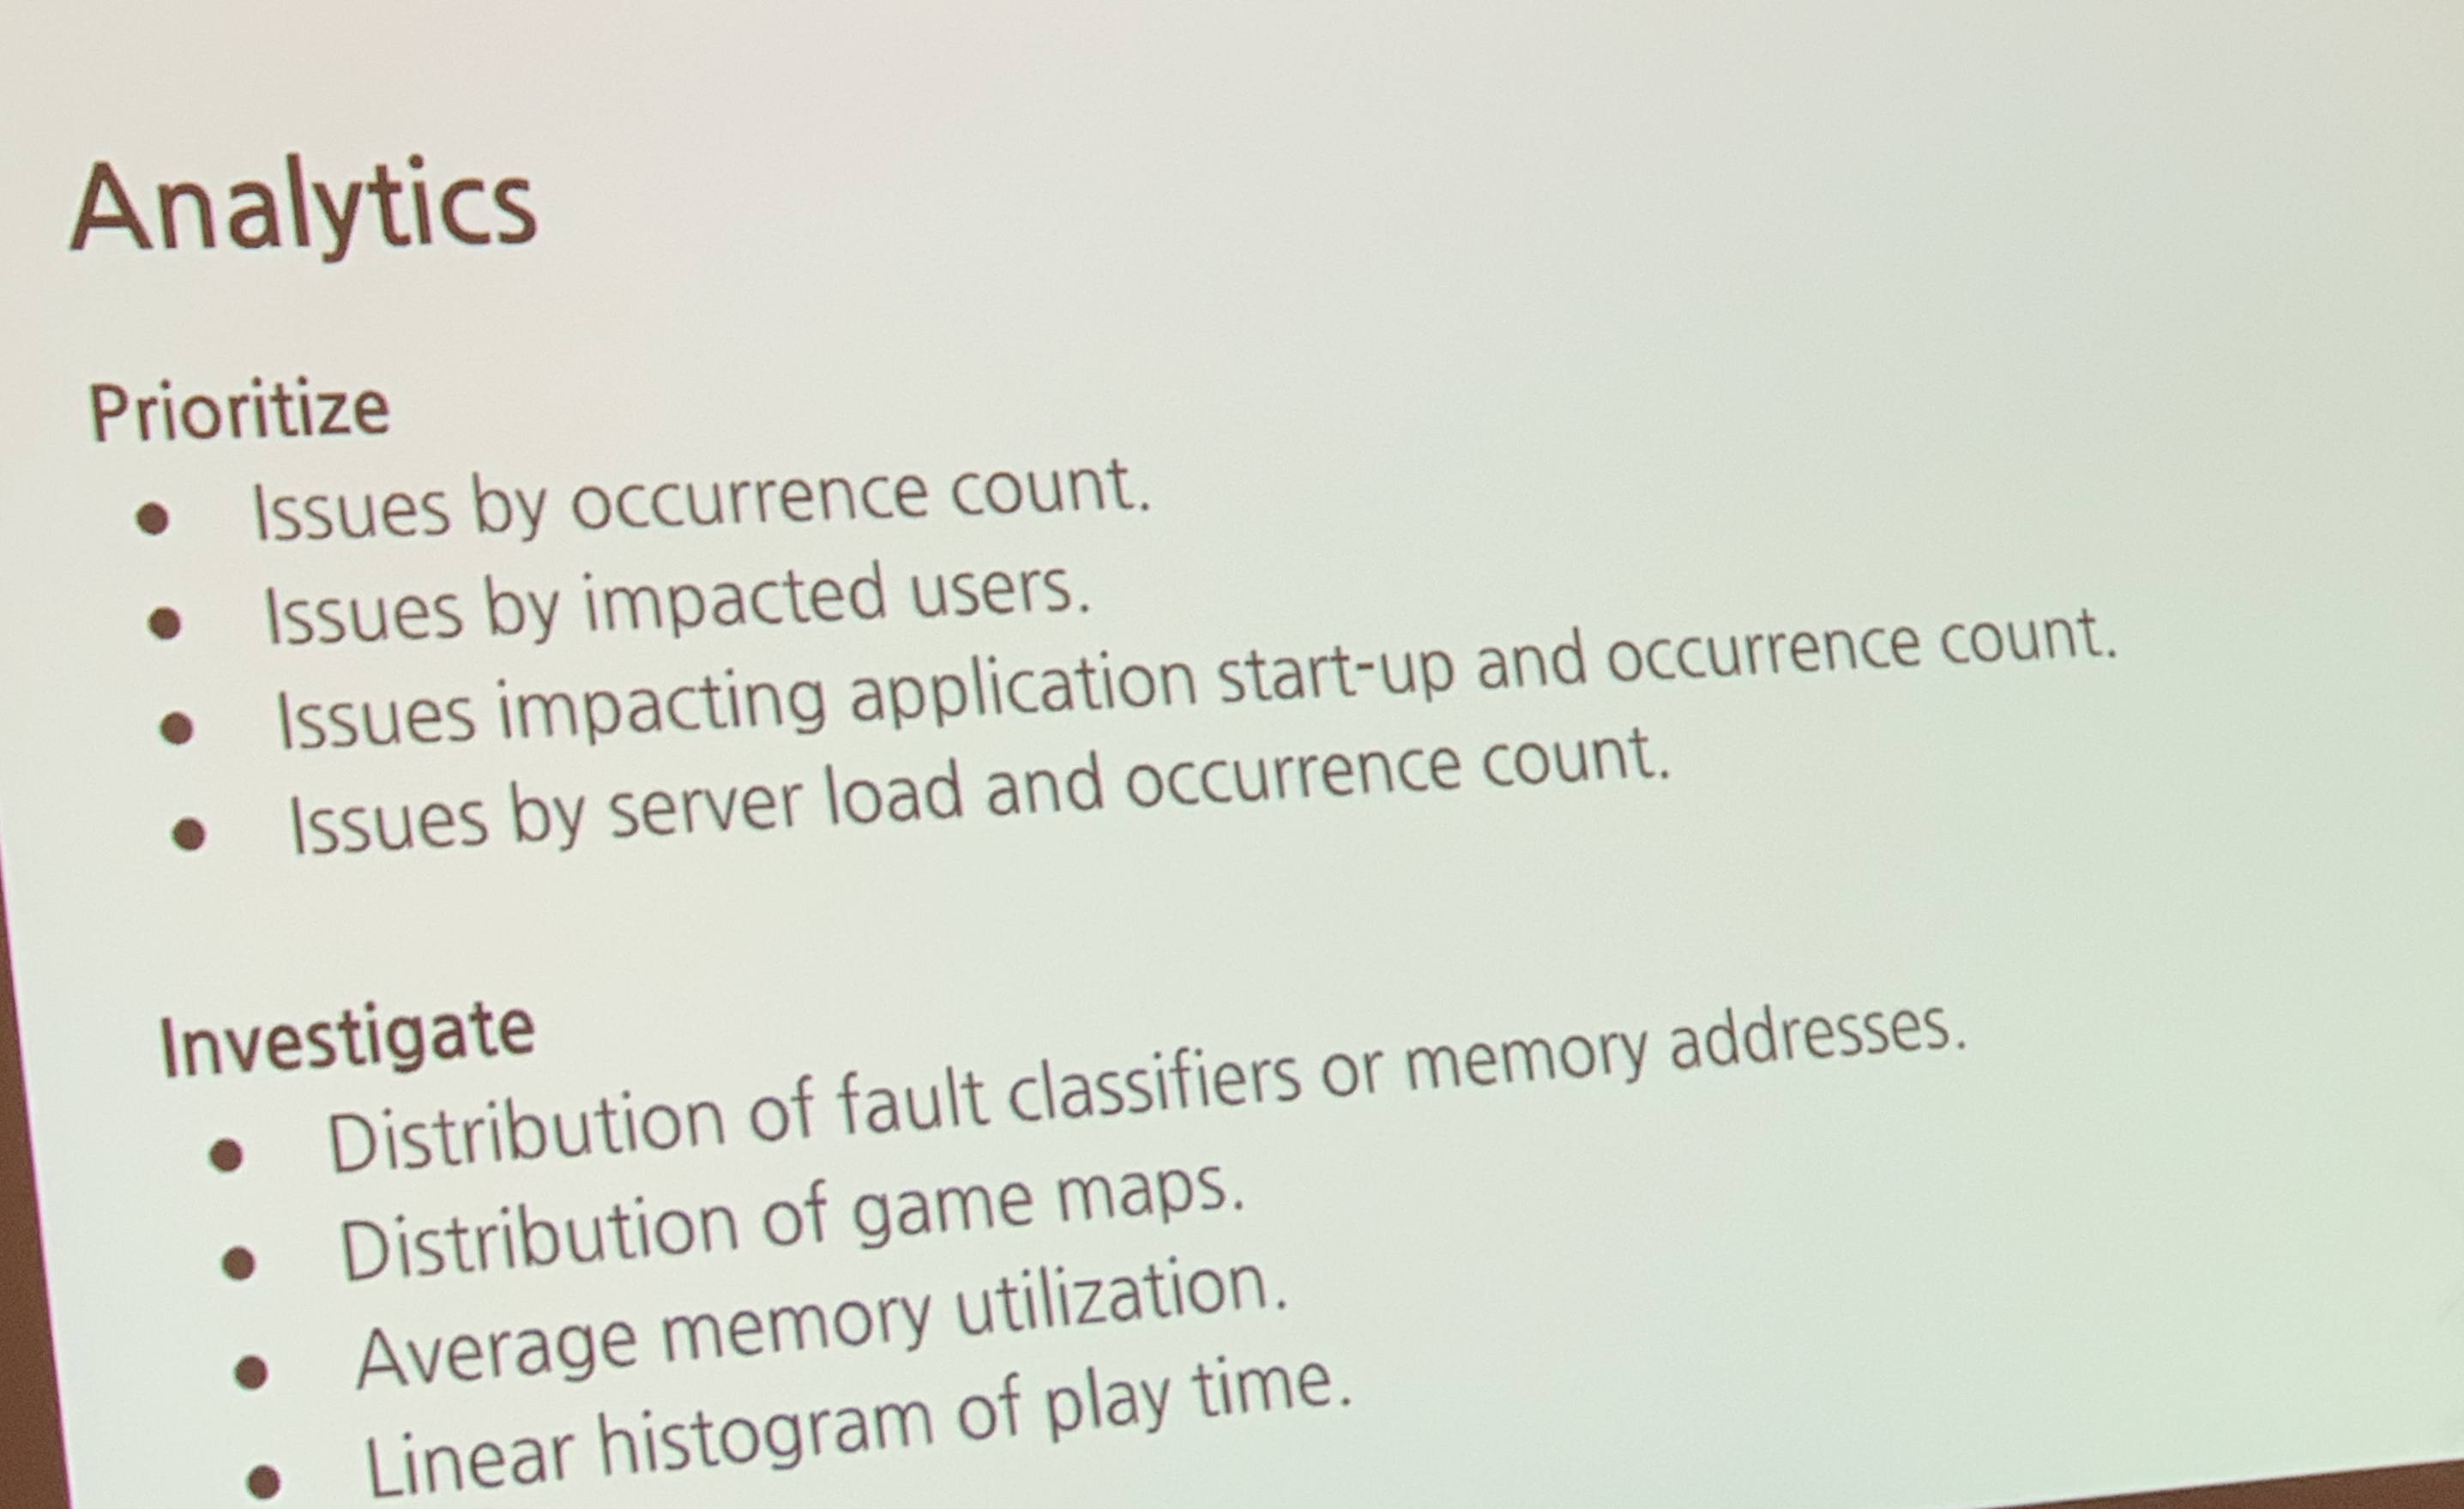 Analytics
Prioritize
• Issues by occurrence count.
• Issues by impacted users.
• Issues impacting application start-up and occurrence count.
• Issues by server load and occurrence count.
Investigate
• Distribution of fault classifiers or memory addresses.
• Distribution of game maps.
• Average memory utilization.
• Linear histogram of play time.